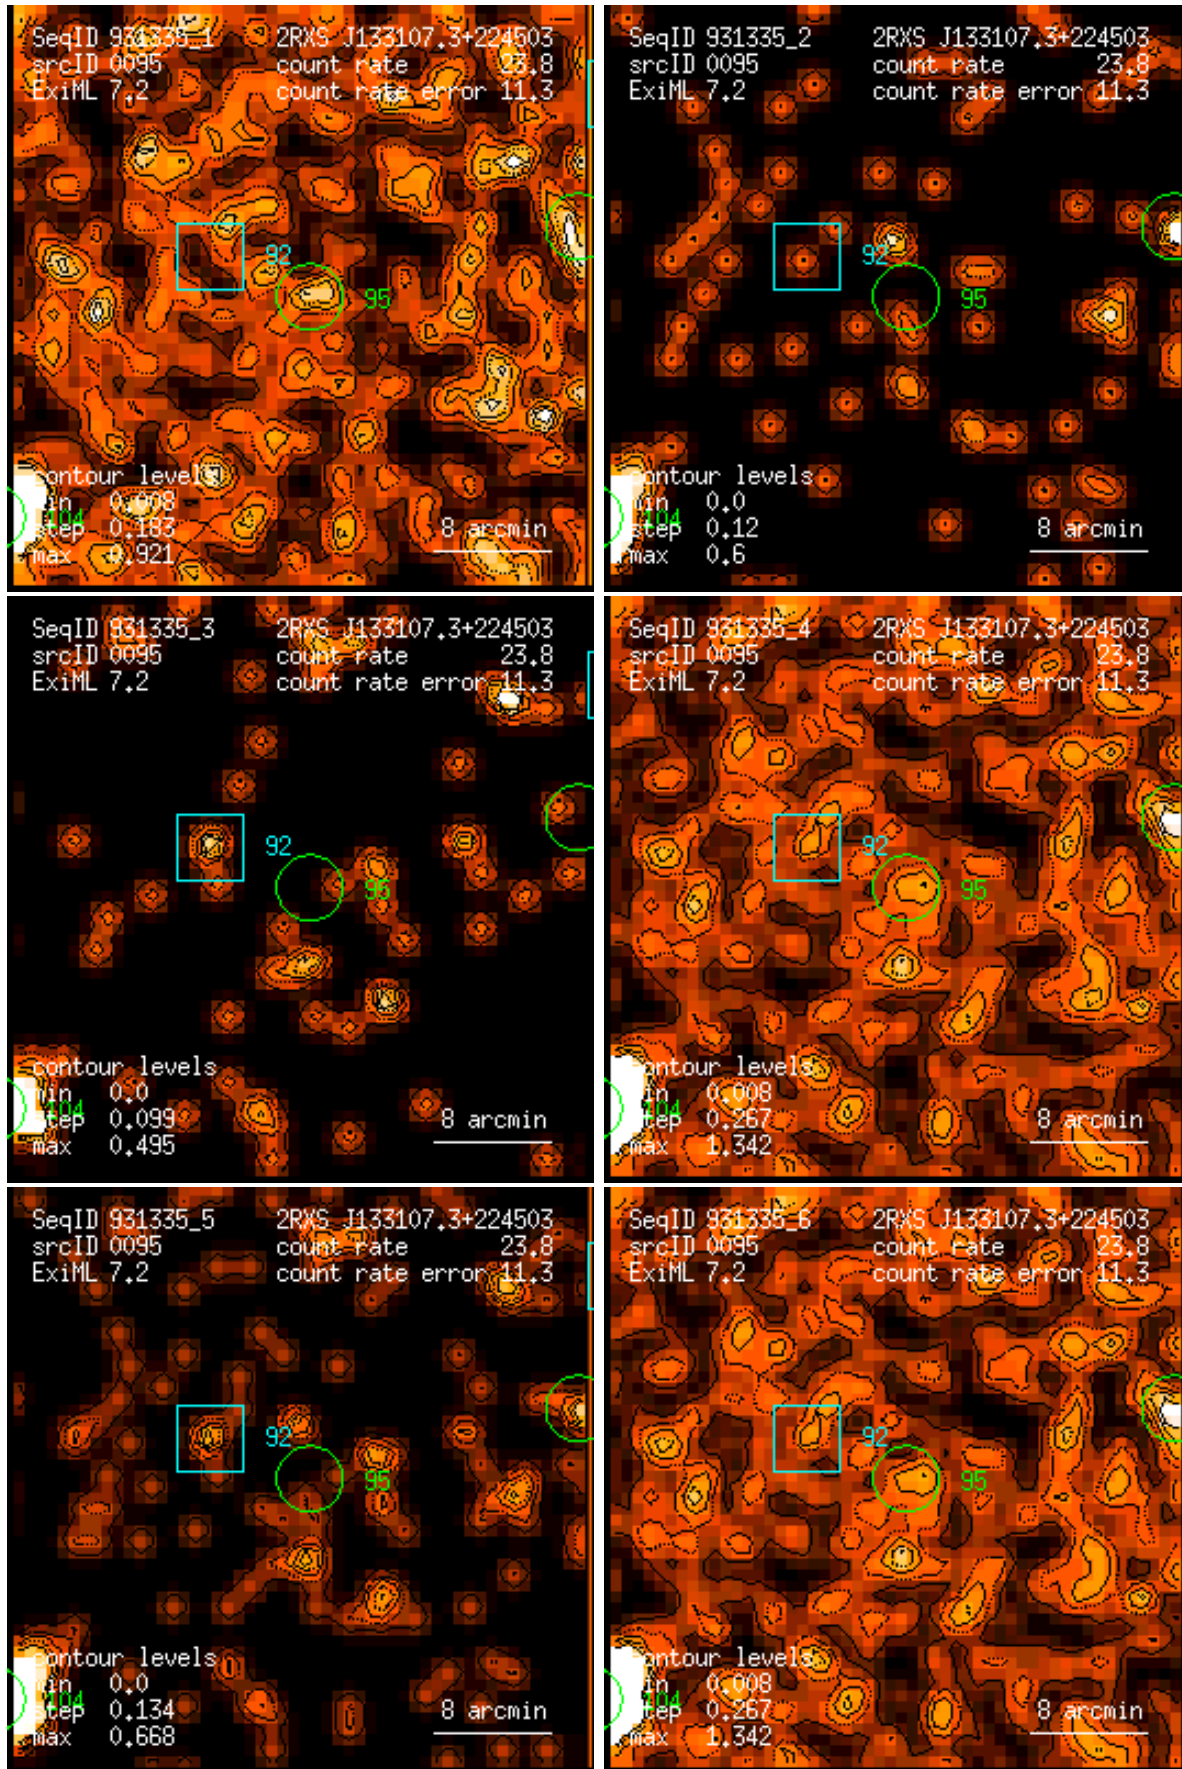 SeqID 931335_1 2RXS J133107.3+224503
srcID 0095 count rate 23.8
ExiML 7.2 count rate error 11.3
92
95
contour levels
min 0.008
104
step 0.183 8 arcmin
max 0.921
SeqID 931335_2 2RXS J133107.3+224503
srcID 0095 count rate 23.8
ExiML 7.2 count rate error 11.3
92
95
contour levels
min 0.0
104
step 0.12 8 arcmin
max 0.6
SeqID 931335_3 2RXS J133107.3+224503
srcID 0095 count rate 23.8
ExiML 7.2 count rate error 11.3
92
95
contour levels
min 0.0
104
step 0.099 8 arcmin
max 0.495
SeqID 931335_4 2RXS J133107.3+224503
srcID 0095 count rate 23.8
ExiML 7.2 count rate error 11.3
92
95
contour levels
min 0.008
104
step 0.267 8 arcmin
max 1.342
SeqID 931335_5 2RXS J133107.3+224503
srcID 0095 count rate 23.8
ExiML 7.2 count rate error 11.3
92
95
contour levels
min 0.0
104
step 0.134 8 arcmin
max 0.668
SeqID 931335_6 2RXS J133107.3+224503
srcID 0095 count rate 23.8
ExiML 7.2 count rate error 11.3
92
95
contour levels
min 0.008
104
step 0.267 8 arcmin
max 1.342